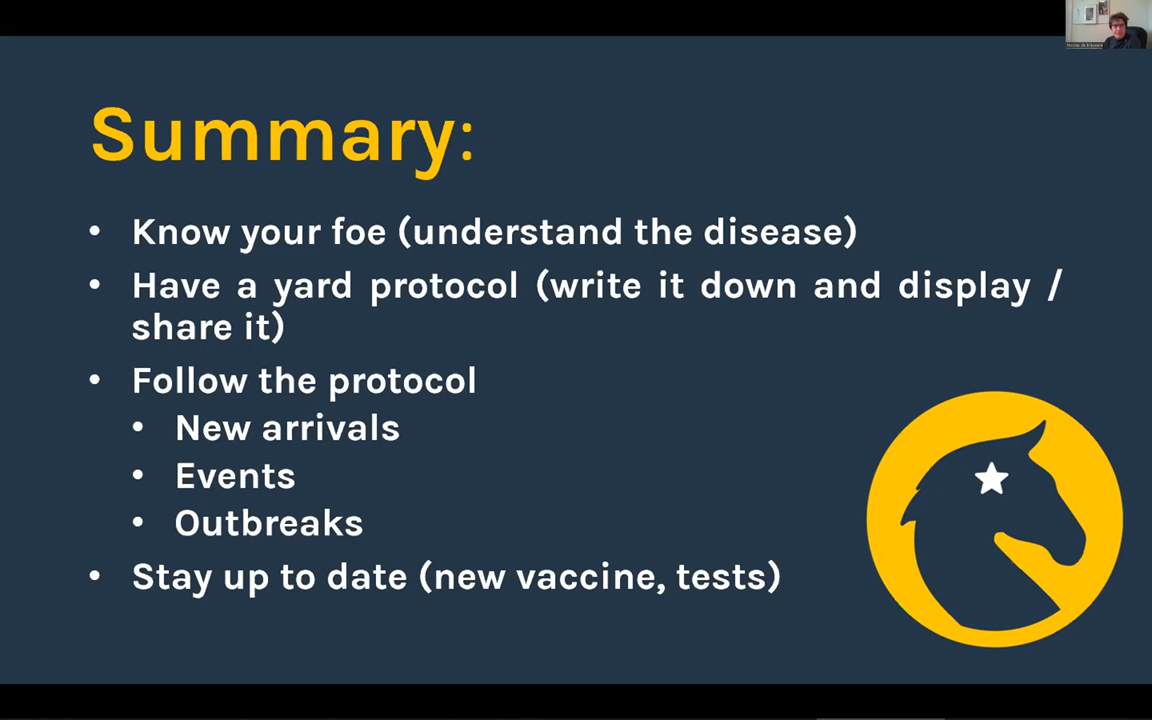 Summary:
• Know your foe (understand the disease)
• Have a yard protocol (write it down and display /
share it)
• Follow the protocol
• New arrivals
• Events
• Outbreaks
• Stay up to date (new vaccine, tests)